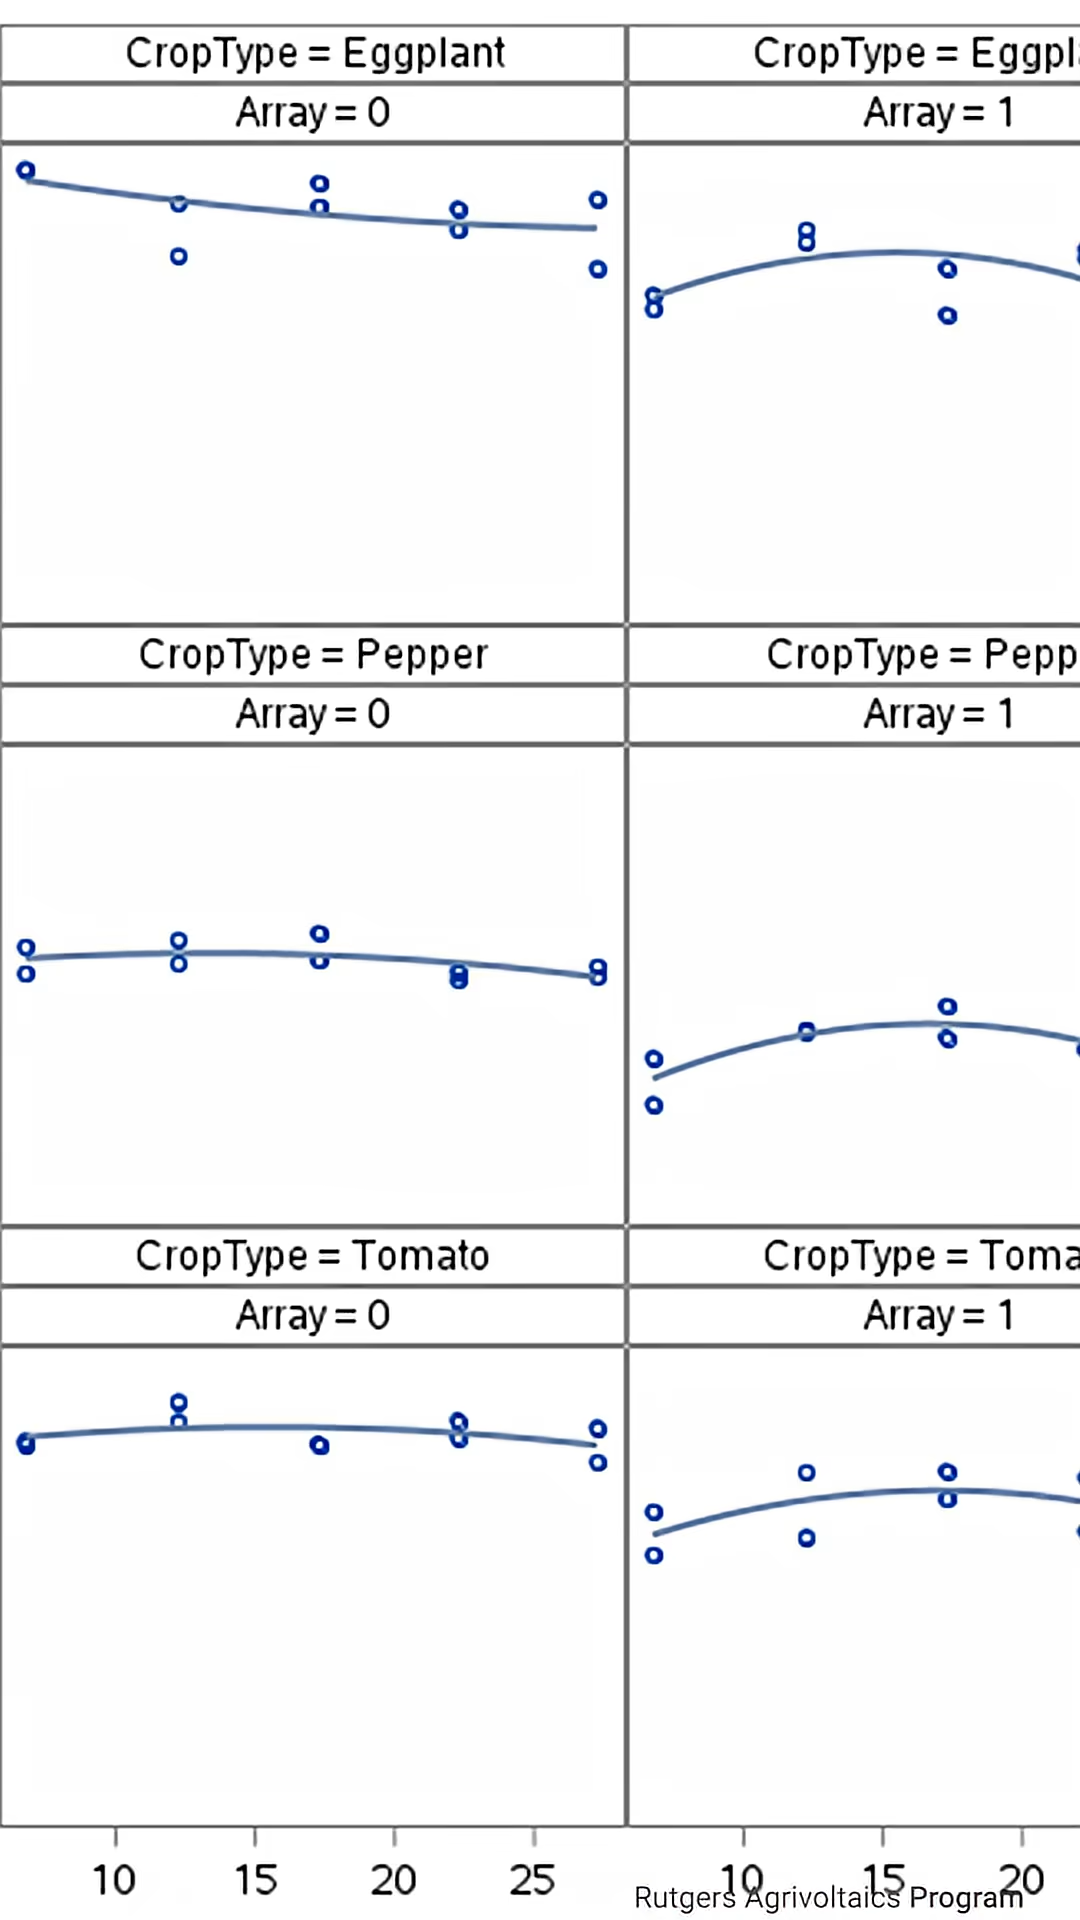 CropType = Eggplant
CropType = Eggpl
Array = 0
Array = 1
CropType = Pepper
CropType = Pepp
Array = 0
Array = 1
CropType = Tomato
CropType = Toma
Array = 0
Array = 1
10 15 20 25 10 15 20
Rutgers Agrivoltaics Program